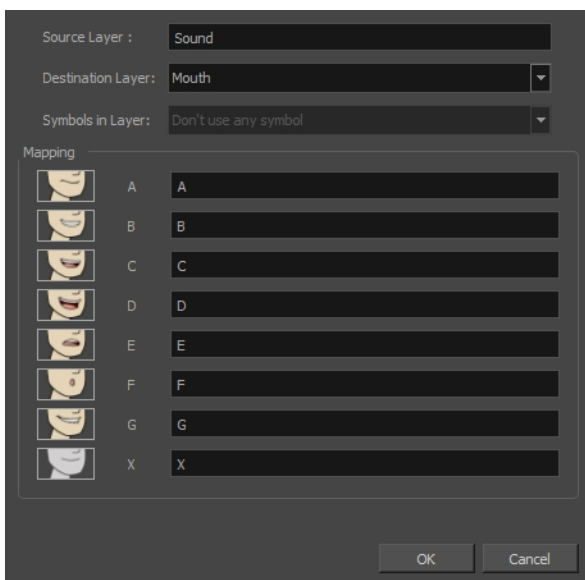 Source Layer : Sound
Destination Layer: Mouth
Symbols in Layer: Don't use any symbol
Mapping
A A
B B
C C
D D
E E
F F
G G
X X
OK Cancel